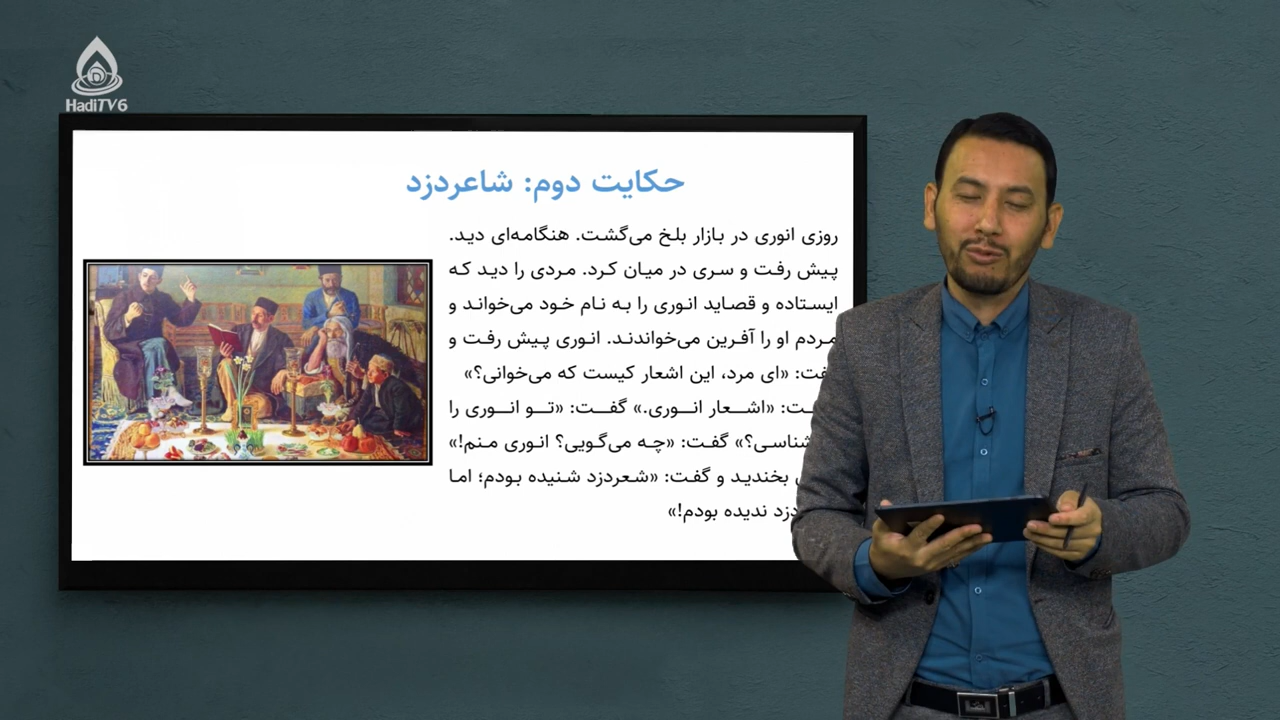 HadiTV6
حکایت دوم: شاعردزد
روزی انوری در بازار بلخ می‌گشت. هنگامه‌ای دید.
پیش رفت و سری در میان کرد. مردی را دید که
ایستاده و قصاید انوری را به نام خود می‌خواند و
مردم او را آفرین می‌خواندند. انوری پیش رفت و
«ای مرد، این اشعار کیست که می‌خوانی؟»
«اشعار انوری.» گفت: «تو انوری را
گفت: «چه می‌گویی؟ انوری منم!»
بخندید و گفت: «شعردزد شنیده بودم؛ اما
ندیده بودم!»